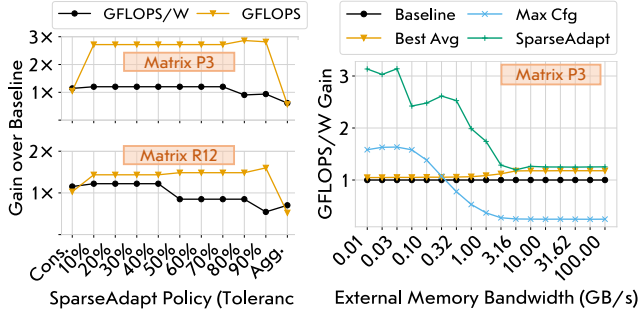 GFLOPS/W GFLOPS
Gain over Baseline
3×
2×
1×
Matrix P3
2×
1×
Matrix R12
Cons. 10% 20% 30% 40% 50% 60% 70% 80% 90% Agg.
SparseAdapt Policy (Toleranc
Baseline Max Cfg
Best Avg SparseAdapt
GFLOPS/W Gain
3
2
1
Matrix P3
0.01 0.03 0.10 0.32 1.00 3.16 10.00 31.62 100.00
External Memory Bandwidth (GB/s)